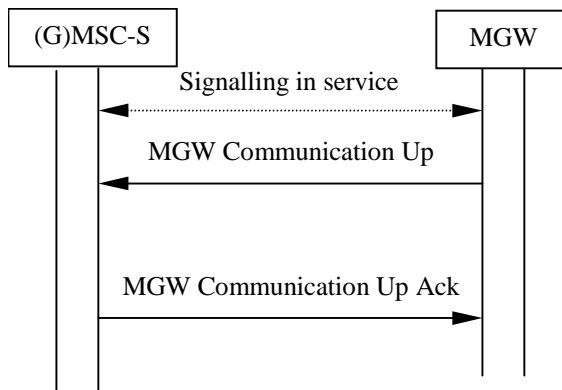 (G)MSC-S
MGW
Signalling in service
MGW Communication Up
MGW Communication Up Ack